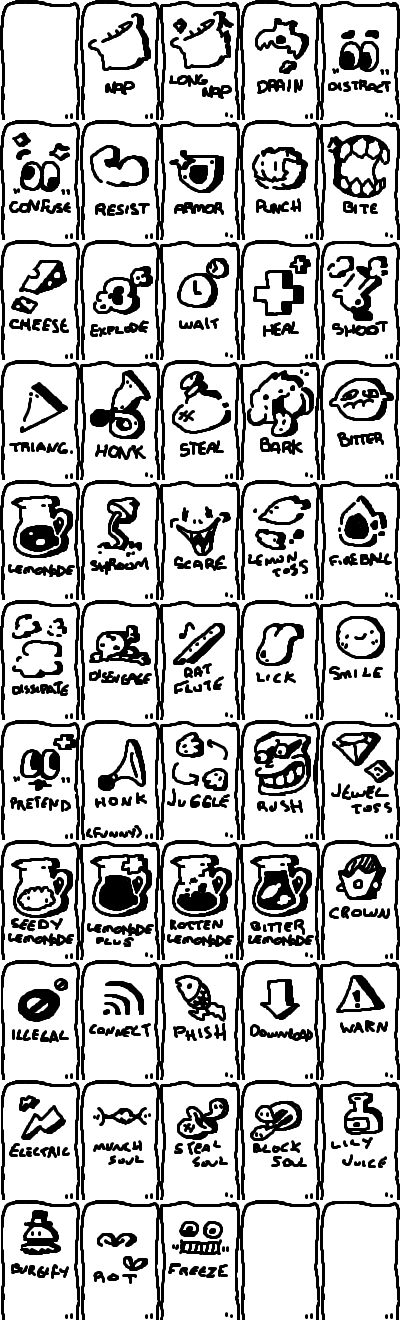 NAP
LONG NAP
DRAIN
DISTRACT
CONFUSE
RESIST
ARMOR
PUNCH
BITE
CHEESE
EXPLODE
WAIT
HEAL
SHOOT
TRIANG.
HONK
STEAL
BARK
BITTER
LEMONADE
SHROOM
SCARE
LEMON TOSS
FIREBALL
DISSIPATE
DISENGAGE
RAT FLUTE
LICK
SMILE
PRETEND
HONK (FUNNY)
JUGGLE
RUSH
JEWEL TOSS
SEEDY LEMONADE
LEMONADE PLUS
ROTTEN LEMONADE
BITTER LEMONADE
CROWN
ILLEGAL
CONNECT
PHISH
DOWNLOAD
WARN
ELECTRIC
MUNCH SOUL
STEAL SOUL
BLOCK SOUL
LILY JUICE
BURGIFY
ROT
FREEZE